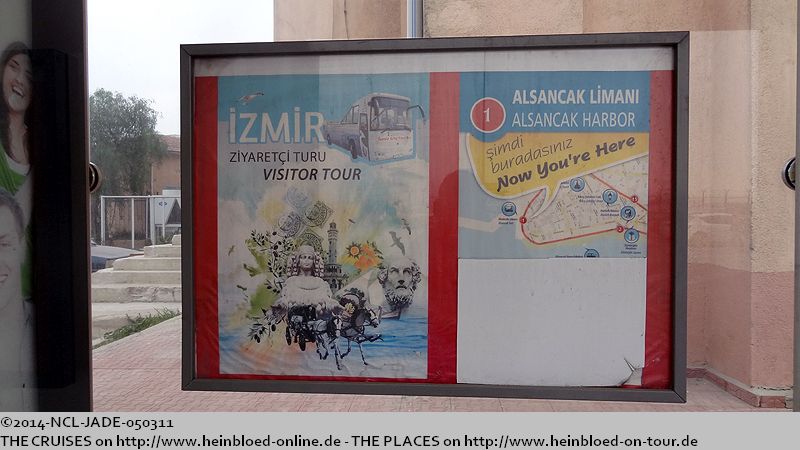 İZMİR
ZİYARETÇİ TURU
VISITOR TOUR
1
ALSANCAK LİMANI
ALSANCAK HARBOR
Şimdi
buradasınız
Now You're Here
©2014-NCL-JADE-050311
THE CRUISES on http://www.heinbloed-online.de - THE PLACES on http://www.heinbloed-on-tour.de